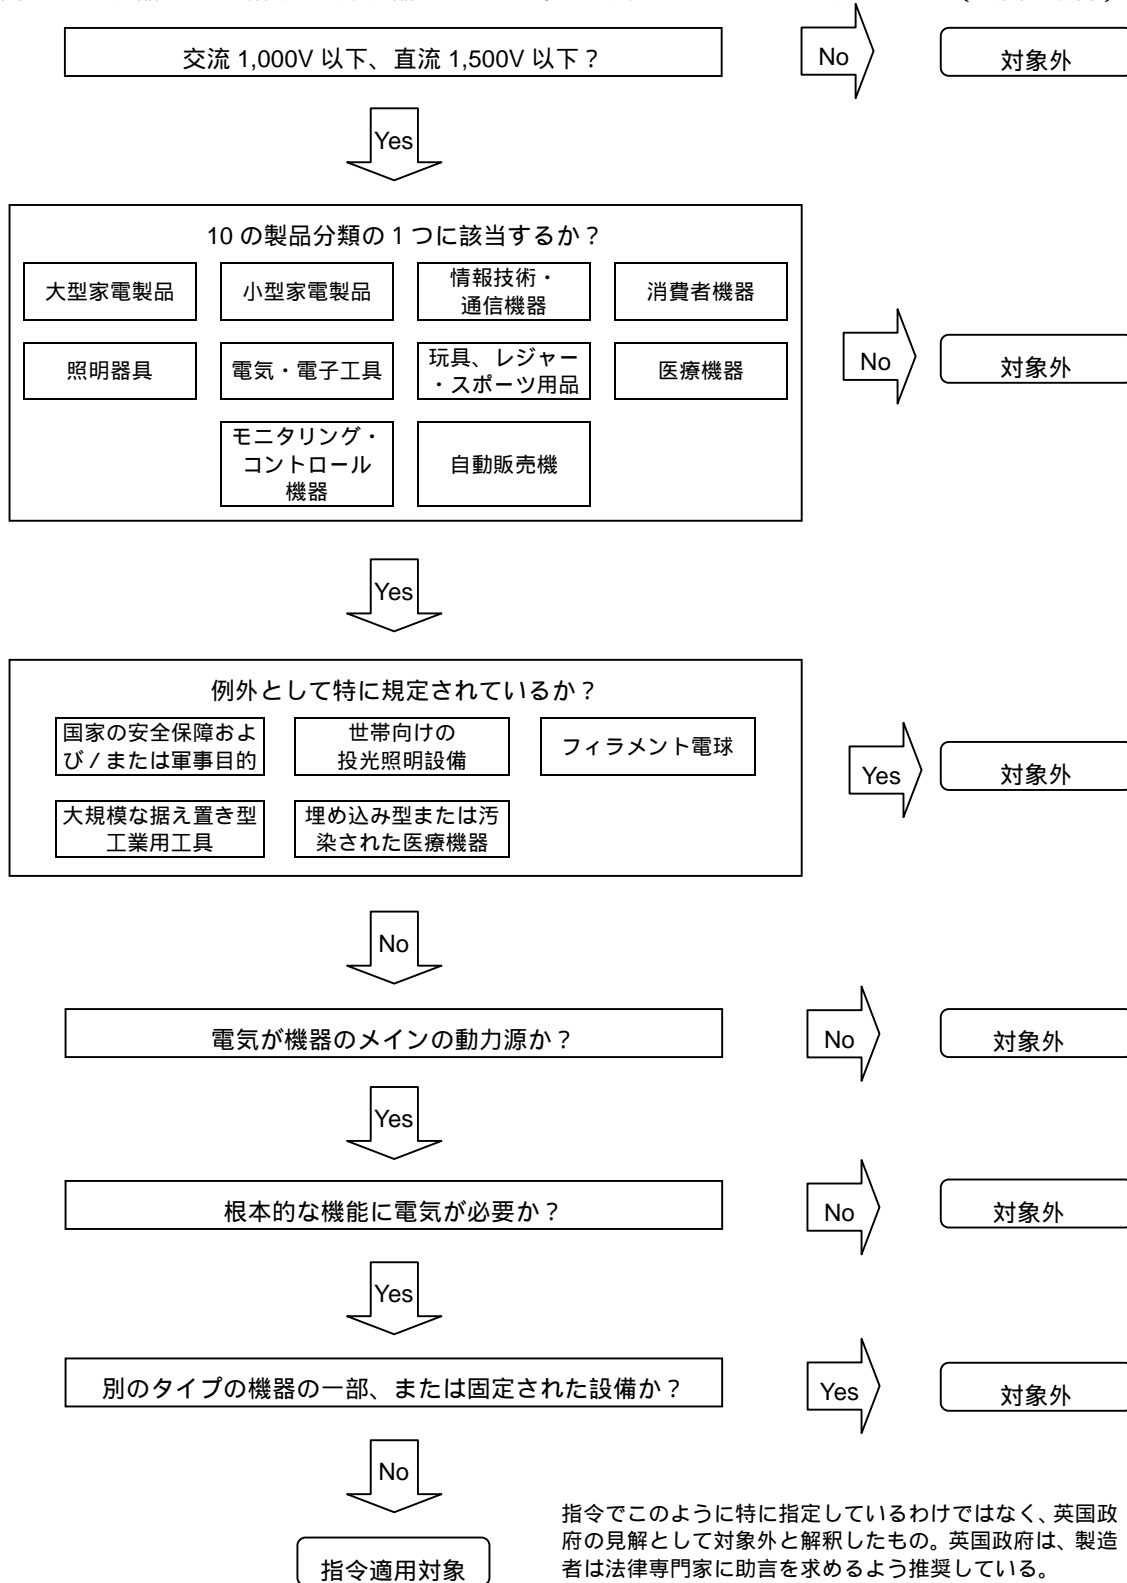 交流 1,000V 以下、直流 1,500V 以下？
No
対象外
Yes
10 の製品分類の 1 つに該当するか？
大型家電製品
小型家電製品
情報技術・
通信機器
消費者機器
照明器具
電気・電子工具
玩具、レジャー
・スポーツ用品
医療機器
モニタリング・
コントロール
機器
自動販売機
No
対象外
Yes
例外として特に規定されているか？
国家の安全保障およ
び / または軍事目的
世帯向けの
投光照明設備
フィラメント電球
大規模な据え置き型
工業用工具
埋め込み型または汚
染された医療機器
Yes
対象外
No
電気が機器のメインの動力源か？
No
対象外
Yes
根本的な機能に電気が必要か？
No
対象外
Yes
別のタイプの機器の一部、または固定された設備か？
Yes
対象外
No
指令適用対象
指令でこのように特に指定しているわけではなく、英国政
府の見解として対象外と解釈したもの。英国政府は、製造
者は法律専門家に助言を求めるよう推奨している。